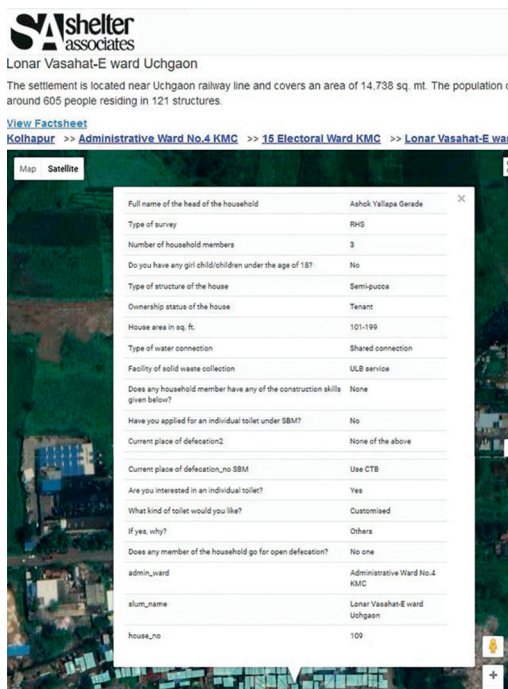 SA shelter
associates
Lonar Vasahat-E ward Uchgaon
The settlement is located near Uchgaon railway line and covers an area of 14,738 sq. mt. The population
around 605 people residing in 121 structures.
View Factsheet
Kolhapur >> Administrative Ward No.4 KMC >> 15 Electoral Ward KMC >> Lonar Vasahat-E
Map Satellite
×
Full name of the head of the household Ashok Yallapa Gerade
Type of survey RHS
Number of household members 3
Do you have any girl child/children under the age of 18? No
Type of structure of the house Semi-pucca
Ownership status of the house Tenant
House area in sq. ft. 101-199
Type of water connection Shared connection
Facility of solid waste collection ULB service
Does any household member have any of the construction skills None
given below?
Have you applied for an individual toilet under SBM? No
Current place of defecation2 None of the above
Current place of defecation_no SBM Use CTB
Are you interested in an individual toilet? Yes
What kind of toilet would you like? Customised
If yes, why? Others
Does any member of the household go for open defecation? No one
admin_ward Administrative Ward No.4
KMC
slum_name Lonar Vasahat-E ward
Uchgaon
house_no 109
+